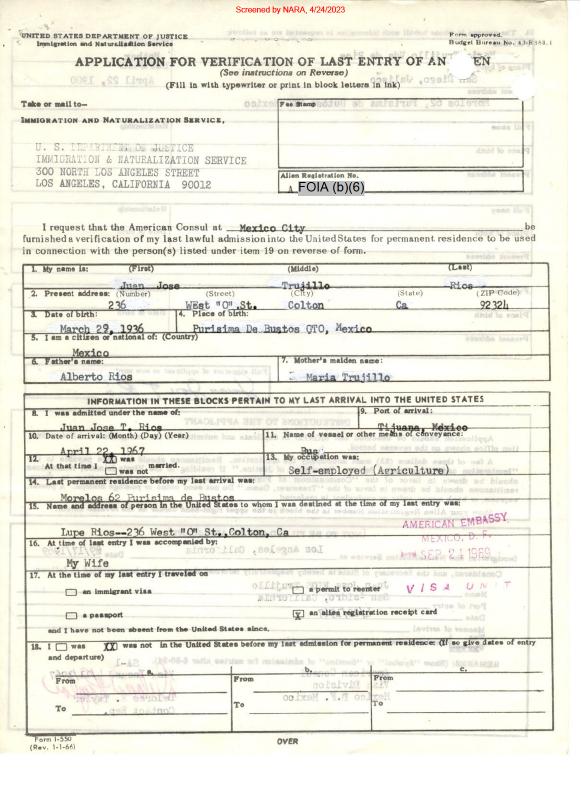 Screened by NARA, 4/24/2023
UNITED STATES DEPARTMENT OF JUSTICE
Immigration and Naturalization Service
Form approved.
Budget Bureau No. 43-R383.1
APPLICATION FOR VERIFICATION OF LAST ENTRY OF AN EN
(See instructions on Reverse)
(Fill in with typewriter or print in block letters in ink)
Take or mail to—
Fee Stamp
IMMIGRATION AND NATURALIZATION SERVICE,
U. S. DEPARTMENT OF JUSTICE
IMMIGRATION & NATURALIZATION SERVICE
300 NORTH LOS ANGELES STREET
LOS ANGELES, CALIFORNIA 90012
Alien Registration No.
A FOIA (b)(6)
I request that the American Consul at Mexico City be
furnished a verification of my last lawful admission into the United States for permanent residence to be used
in connection with the person(s) listed under item 19 on reverse of form.
1. My name is: (First) (Middle) (Last)
Juan Jose Trujillo Rios
2. Present address: (Number) (Street) (City) (State) (ZIP Code)
236 West "O" St. Colton Ca 92324
3. Date of birth: 4. Place of birth:
March 29, 1936 Purisima De Bustos GTO, Mexico
5. I am a citizen or national of: (Country)
Mexico
6. Father's name: 7. Mother's maiden name:
Alberto Rios Maria Trujillo
INFORMATION IN THESE BLOCKS PERTAIN TO MY LAST ARRIVAL INTO THE UNITED STATES
8. I was admitted under the name of: 9. Port of arrival:
Juan Jose T. Rios Tijuana, Mexico
10. Date of arrival: (Month) (Day) (Year) 11. Name of vessel or other means of conveyance:
April 22, 1967 Bus
12. At that time I XX was was not married. 13. My occupation was:
Self-employed (Agriculture)
14. Last permanent residence before my last arrival was:
Morelos 62 Purisima de Bustos
15. Name and address of person in the United States to whom I was destined at the time of my last entry was:
Lupe Rios--236 West "O" St., Colton, Ca
AMERICAN EMBASSY
MEXICO, D. F.
SEP 21 1969
VISA UNIT
16. At time of last entry I was accompanied by:
My Wife
17. At the time of my last entry I traveled on
an immigrant visa a permit to reenter
a passport X an alien registration receipt card
and I have not been absent from the United States since.
18. I was XX was not in the United States before my last admission for permanent residence: (If so give dates of entry
and departure)
a. b. c.
From From From
To To To
Form I-550
(Rev. 1-1-66)
OVER